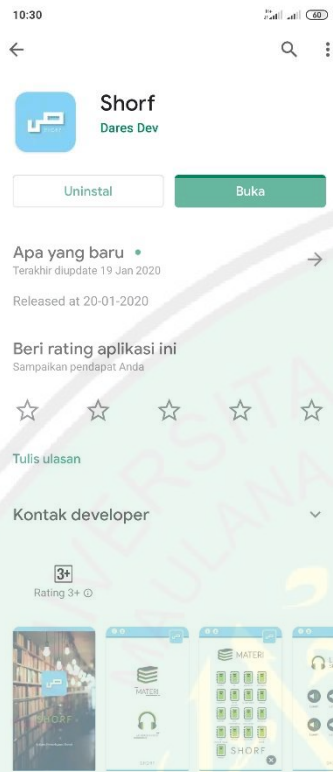 10:30
60
Shorf
Dares Dev
Uninstal
Buka
Apa yang baru
Terakhir diupdate 19 Jan 2020
Released at 20-01-2020
Beri rating aplikasi ini
Sampaikan pendapat Anda
Tulis ulasan
Kontak developer
3+
Rating 3+
SHORF
MATERI
MATERI
SHORF